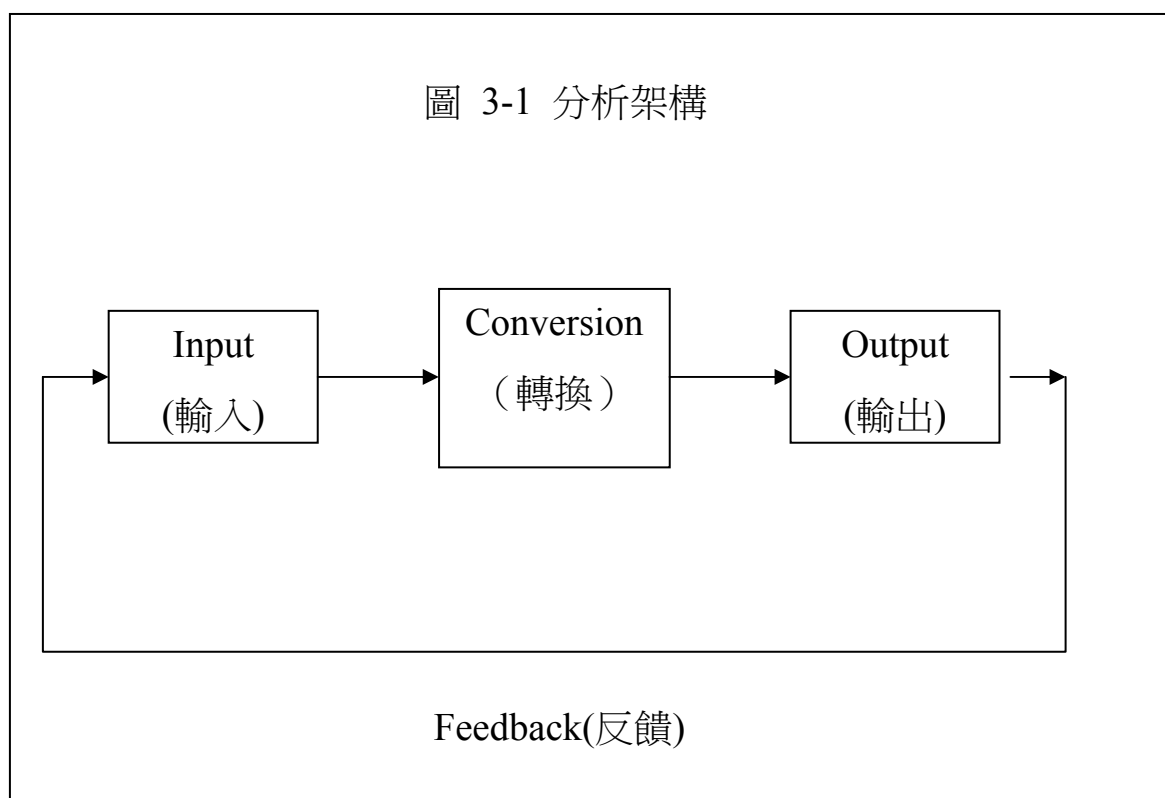 圖 3-1 分析架構
Input
(輸入)
Conversion
（轉換）
Output
(輸出)
Feedback(反饋)